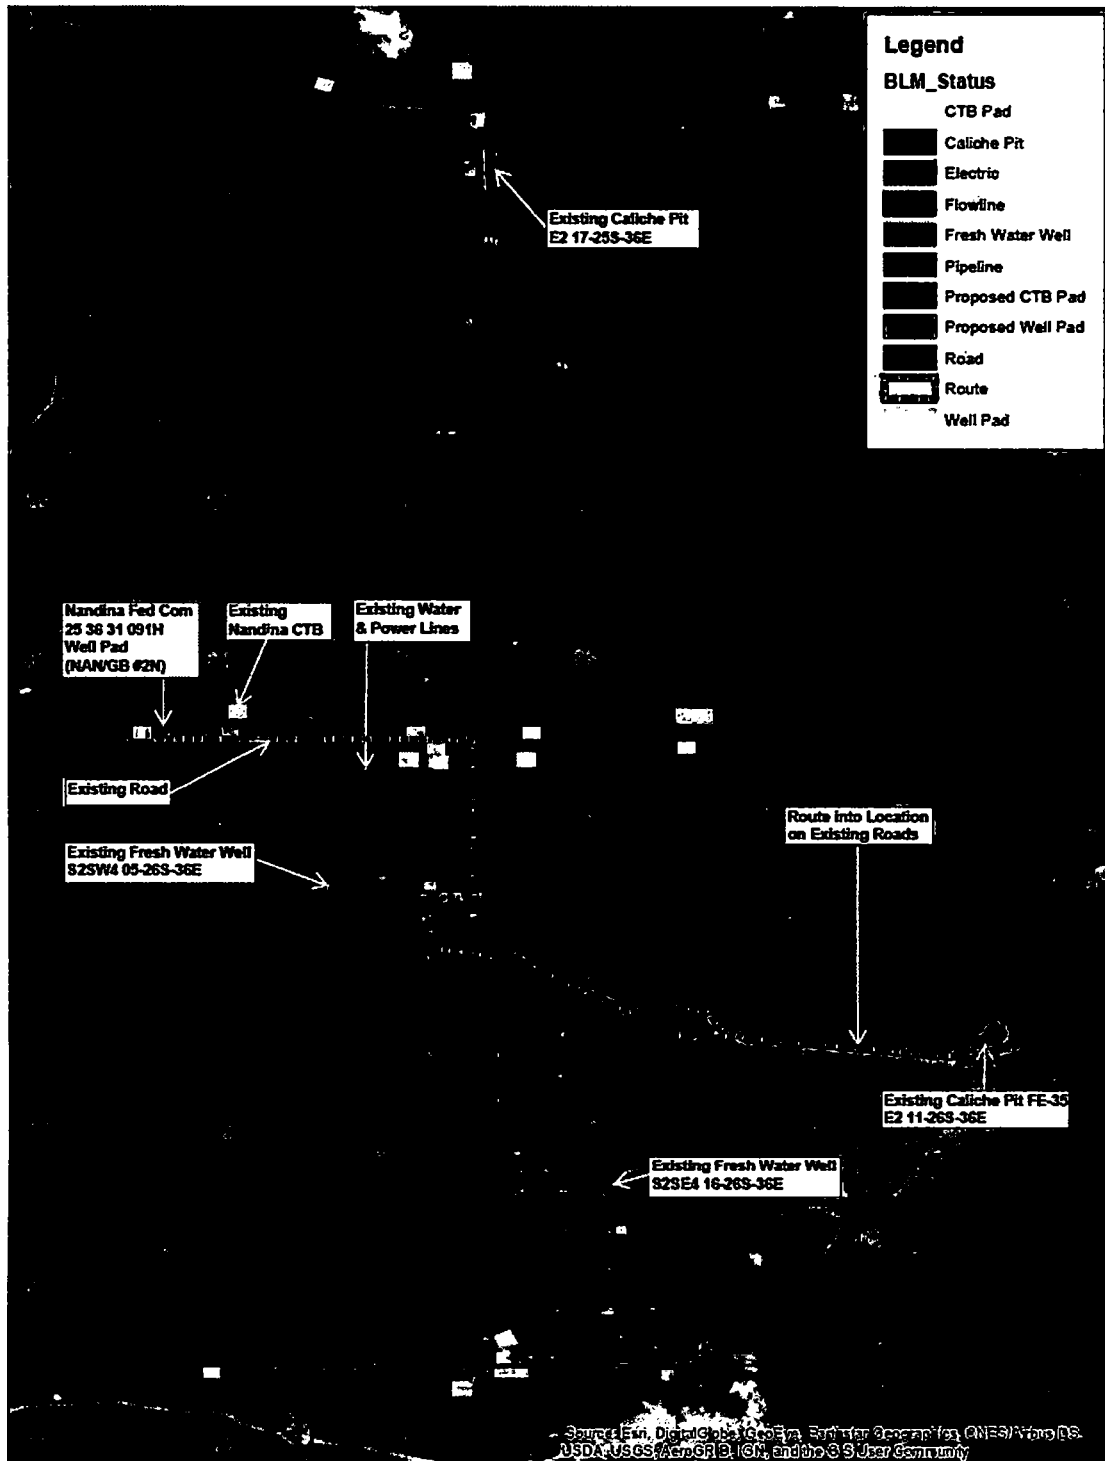 Legend
BLM_Status
CTB Pad
Caliche Pit
Electric
Flowline
Fresh Water Well
Pipeline
Proposed CTB Pad
Proposed Well Pad
Road
Route
Well Pad
Existing Caliche Pit
E2 17-25S-36E
Nandina Fed Com
25 36 31 091H
Well Pad
(NAN/GB #2N)
Existing
Nandina CTB
Existing Water
& Power Lines
Existing Road
Existing Fresh Water Well
S2SW4 05-26S-36E
Route into Location
on Existing Roads
Existing Caliche Pit FE-35
E2 11-26S-36E
Existing Fresh Water Well
S2SE4 16-26S-36E
Source: Esri, DigitalGlobe, GeoEye, Earthstar Geographics, CNES/Airbus DS,
USDA, USGS, AeroGRID, IGN, and the GIS User Community